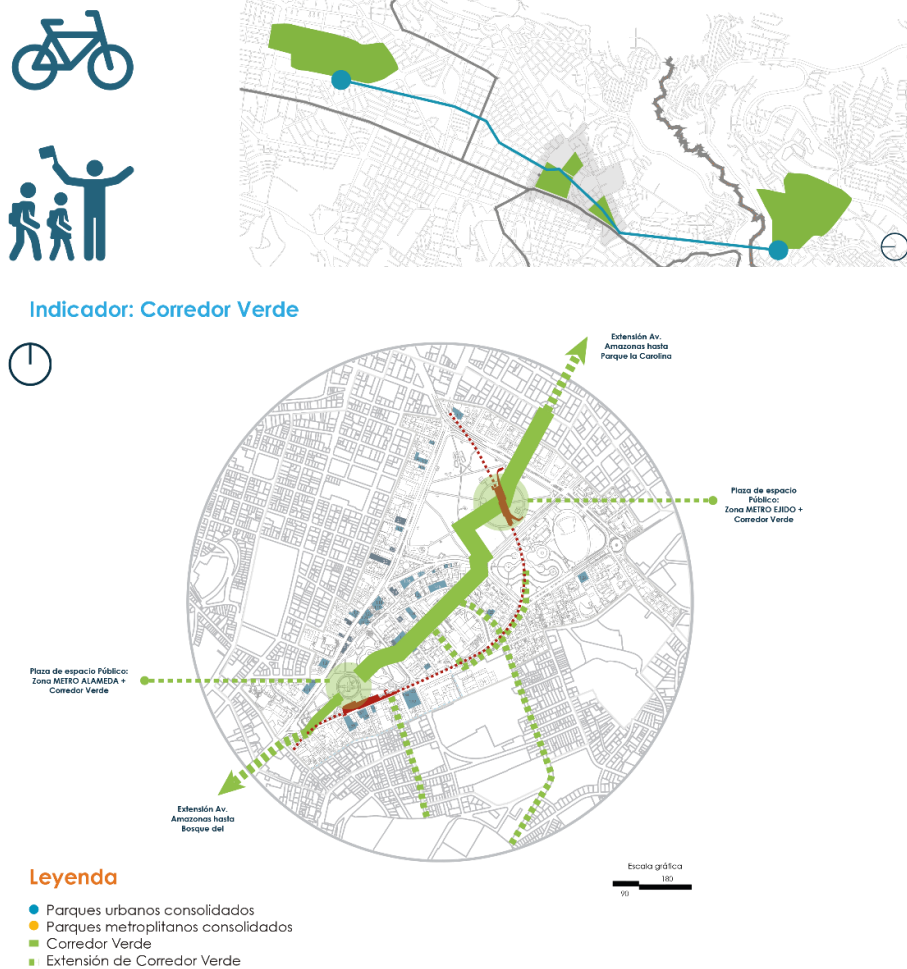 Indicador: Corredor Verde
Extensión Av.
Amazonas hasta
Parque la Carolina
Plaza de espacio
Público:
Zona METRO EJIDO +
Corredor Verde
Plaza de espacio Público:
Zona METRO ALAMEDA +
Corredor Verde
Extensión Av.
Amazonas hasta
Bosque del
Escala gráfica
180
90
Leyenda
Parques urbanos consolidados
Parques metroplitanos consolidados
Corredor Verde
Extensión de Corredor Verde